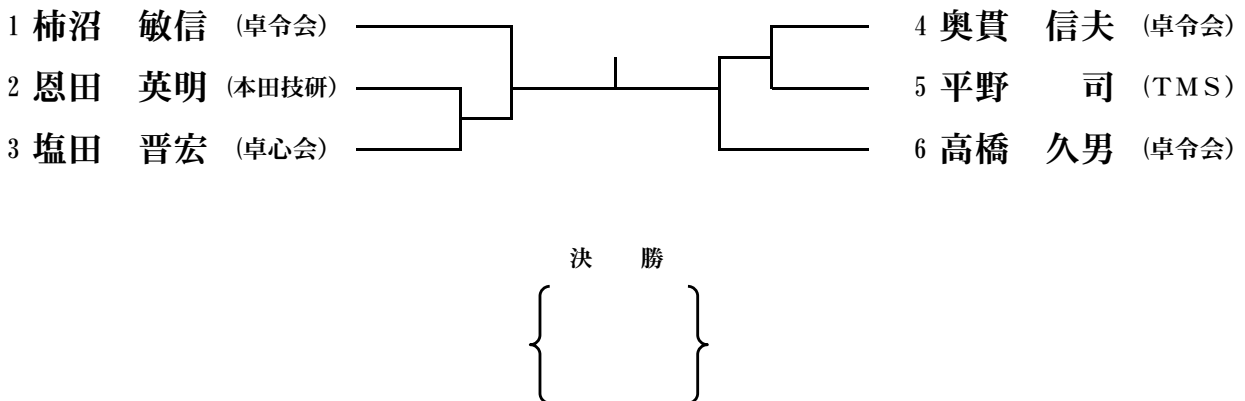 1 柿沼　敏信 (卓令会)
2 恩田　英明 (本田技研)
3 塩田　晋宏 (卓心会)
4 奥貫　信夫 (卓令会)
5 平野　　司 (ＴＭＳ)
6 高橋　久男 (卓令会)
決　勝